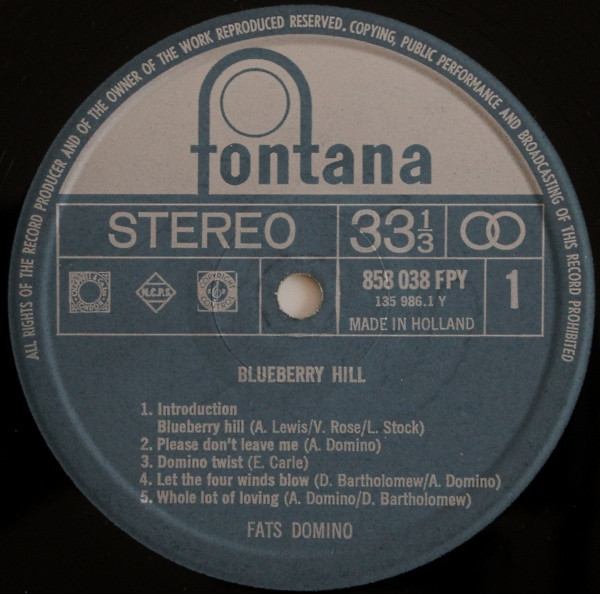 ALL RIGHTS OF THE RECORD PRODUCER AND OF THE OWNER OF THE WORK REPRODUCED RESERVED. COPYING, PUBLIC PERFORMANCE AND BROADCASTING OF THIS RECORD PROHIBITED
fontana
STEREO 33 1/3
M.C.P.S. 858 038 FPY 1
135 986.1 Y
MADE IN HOLLAND
BLUEBERRY HILL
1. Introduction
Blueberry hill (A. Lewis/V. Rose/L. Stock)
2. Please don't leave me (A. Domino)
3. Domino twist (E. Carle)
4. Let the four winds blow (D. Bartholomew/A. Domino)
5. Whole lot of loving (A. Domino/D. Bartholomew)
FATS DOMINO